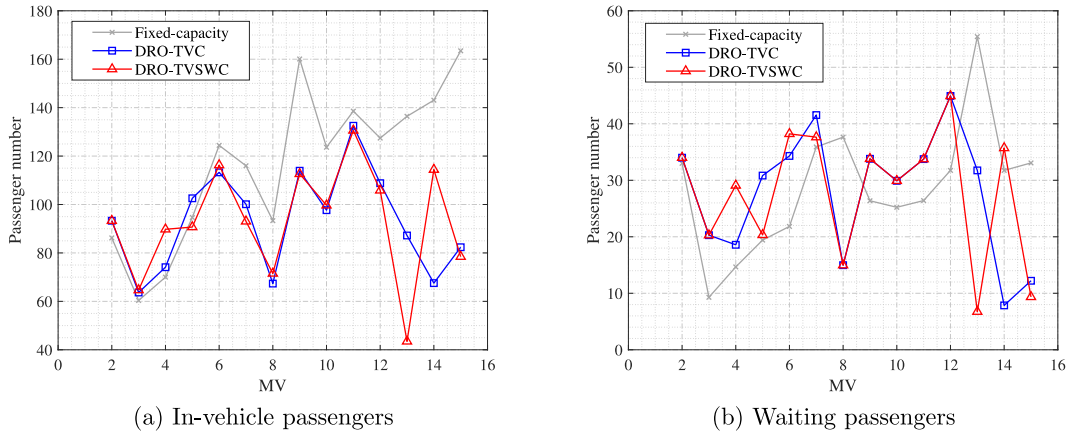 180
160
140
120
100
80
60
40
Passenger number
Fixed-capacity
DRO-TVC
DRO-TVSWC
0 2 4 6 8 10 12 14 16
MV
(a) In-vehicle passengers
60
50
40
30
20
10
0
Passenger number
Fixed-capacity
DRO-TVC
DRO-TVSWC
0 2 4 6 8 10 12 14 16
MV
(b) Waiting passengers